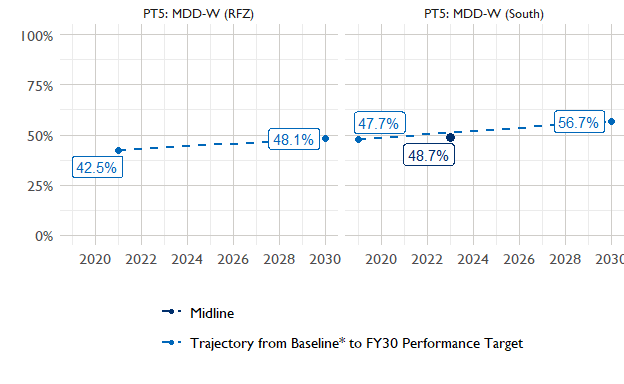 PT5: MDD-W (RFZ)
PT5: MDD-W (South)
100%
75%
50%
25%
0%
42.5%
48.1%
47.7%
48.7%
56.7%
2020 2022 2024 2026 2028 2030
2020 2022 2024 2026 2028 2030
Midline
Trajectory from Baseline* to FY30 Performance Target